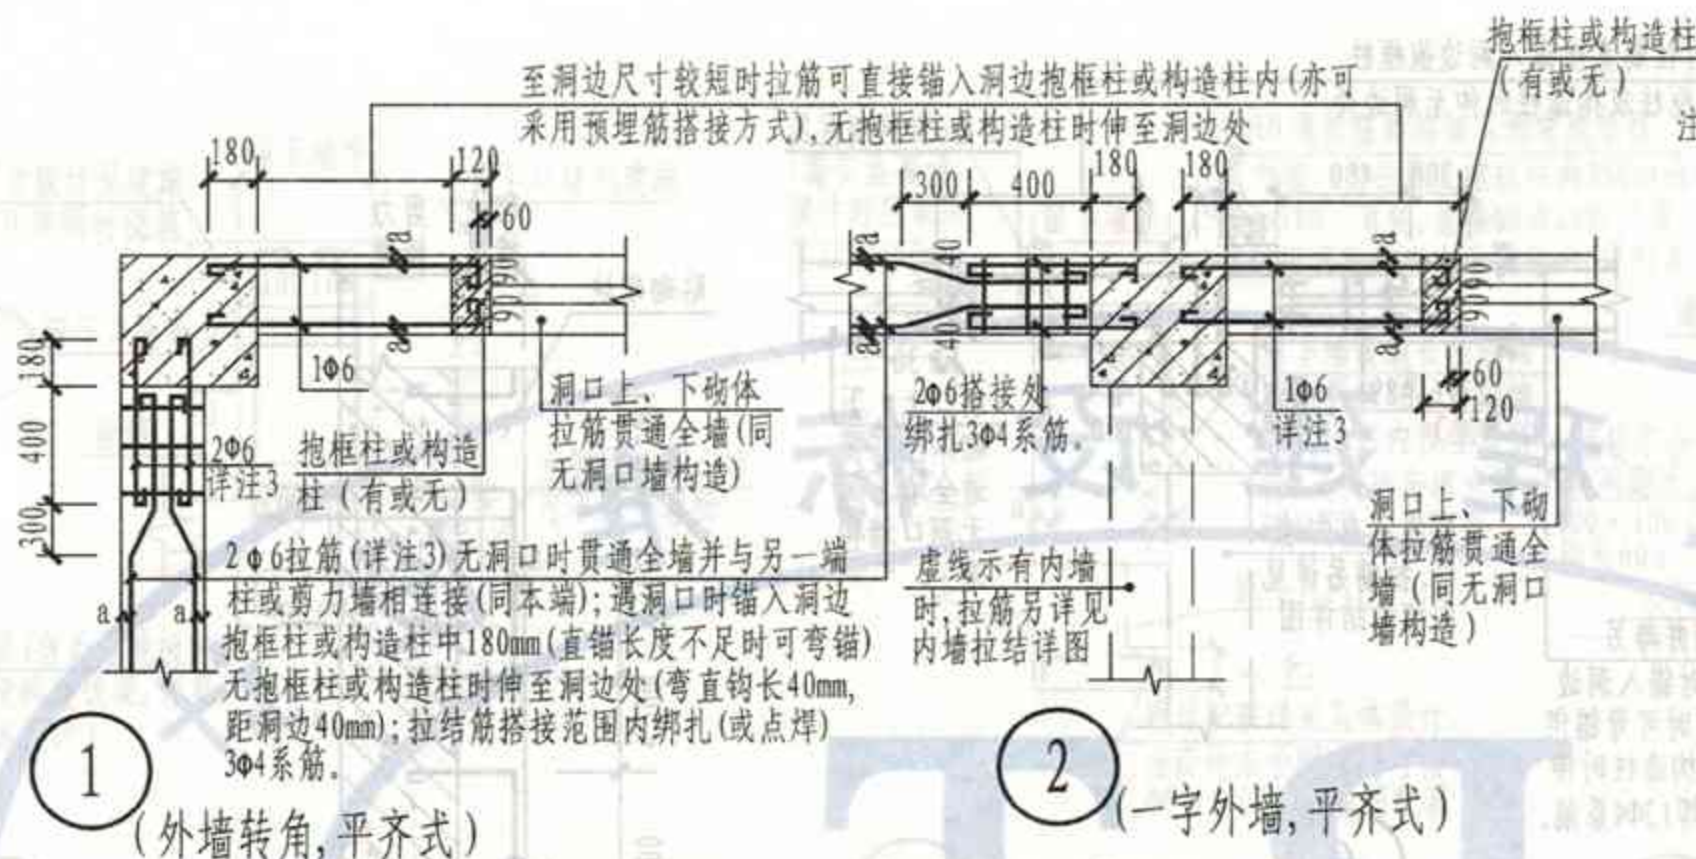 至洞边尺寸较短时拉筋可直接锚入洞边抱框柱或构造柱内(亦可
采用预埋筋搭接方式),无抱框柱或构造柱时伸至洞边处
抱框柱或构造柱
(有或无)
注
180
120
60
a
90
90
a
180
400
300
1Φ6
2Φ6
详注3
抱框柱或构造
柱(有或无)
洞口上、下砌体
拉筋贯通全墙(同
无洞口墙构造)
2Φ6拉筋(详注3)无洞口时贯通全墙并与另一端
柱或剪力墙相连接(同本端);遇洞口时锚入洞边
抱框柱或构造柱中180mm(直锚长度不足时可弯锚)
无抱框柱或构造柱时伸至洞边处(弯直钩长40mm,
距洞边40mm);拉结筋搭接范围内绑扎(或点焊)
3Φ4系筋。
a
a
1
(外墙转角,平齐式)
300
400
180
180
a
40
a
40
a
90
90
a
60
120
2Φ6搭接处
绑扎3Φ4系筋。
1Φ6
详注3
虚线示有内墙
时,拉筋另详见
内墙拉结详图
洞口上、下砌
体拉筋贯通全
墙(同无洞口
墙构造)
2
(一字外墙,平齐式)